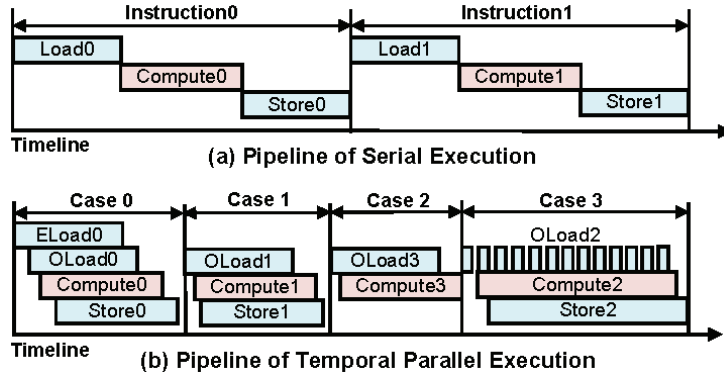 Instruction0 Instruction1
Load0 Load1
Compute0 Compute1
Store0 Store1
Timeline
(a) Pipeline of Serial Execution
Case 0 Case 1 Case 2 Case 3
ELoad0 OLoad2
OLoad0 OLoad1 OLoad3
Compute0 Compute1 Compute3 Compute2
Store0 Store1 Store2
Timeline
(b) Pipeline of Temporal Parallel Execution